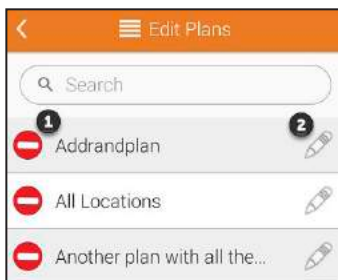 Edit Plans
Search
1 2
Addrandplan
All Locations
Another plan with all the...